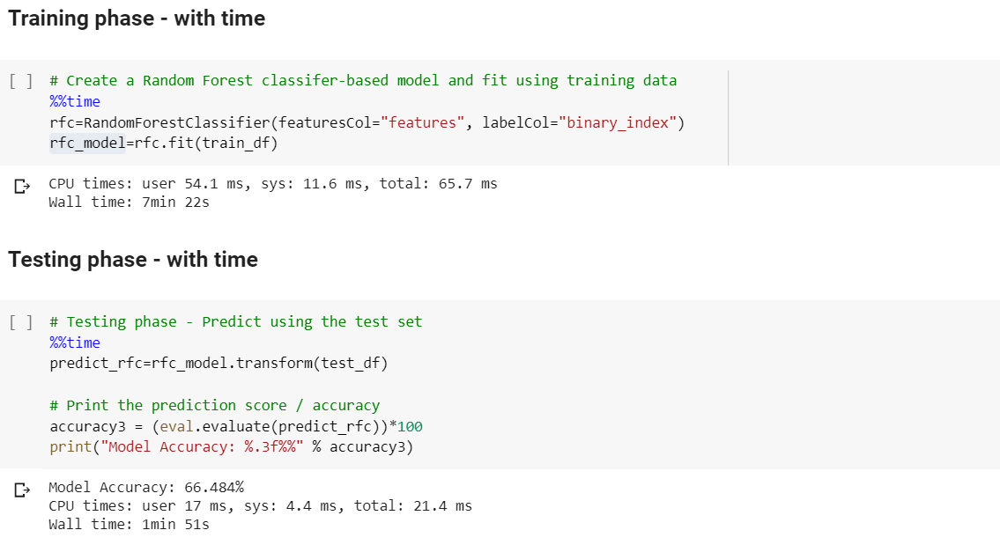 Training phase - with time
[ ] # Create a Random Forest classifer-based model and fit using training data
%%time
rfc=RandomForestClassifier(featuresCol="features", labelCol="binary_index")
rfc_model=rfc.fit(train_df)
CPU times: user 54.1 ms, sys: 11.6 ms, total: 65.7 ms
Wall time: 7min 22s
Testing phase - with time
[ ] # Testing phase - Predict using the test set
%%time
predict_rfc=rfc_model.transform(test_df)
# Print the prediction score / accuracy
accuracy3 = (eval.evaluate(predict_rfc))*100
print("Model Accuracy: %.3f%%" % accuracy3)
Model Accuracy: 66.484%
CPU times: user 17 ms, sys: 4.4 ms, total: 21.4 ms
Wall time: 1min 51s